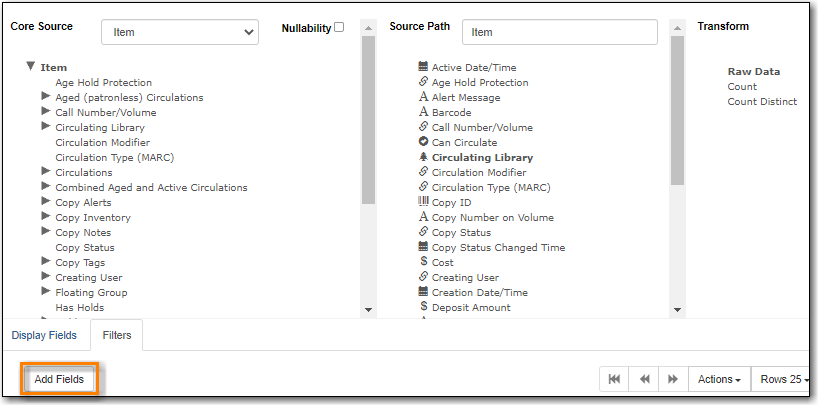 Core Source
Item
Nullability
Source Path
Item
Transform
Item
Age Hold Protection
Aged (patronless) Circulations
Call Number/Volume
Circulating Library
Circulation Modifier
Circulation Type (MARC)
Circulations
Combined Aged and Active Circulations
Copy Alerts
Copy Inventory
Copy Notes
Copy Status
Copy Tags
Creating User
Floating Group
Has Holds
Active Date/Time
Age Hold Protection
Alert Message
Barcode
Call Number/Volume
Can Circulate
Circulating Library
Circulation Modifier
Circulation Type (MARC)
Copy ID
Copy Number on Volume
Copy Status
Copy Status Changed Time
Cost
Creating User
Creation Date/Time
Deposit Amount
Raw Data
Count
Count Distinct
Display Fields
Filters
Add Fields
Actions
Rows 25